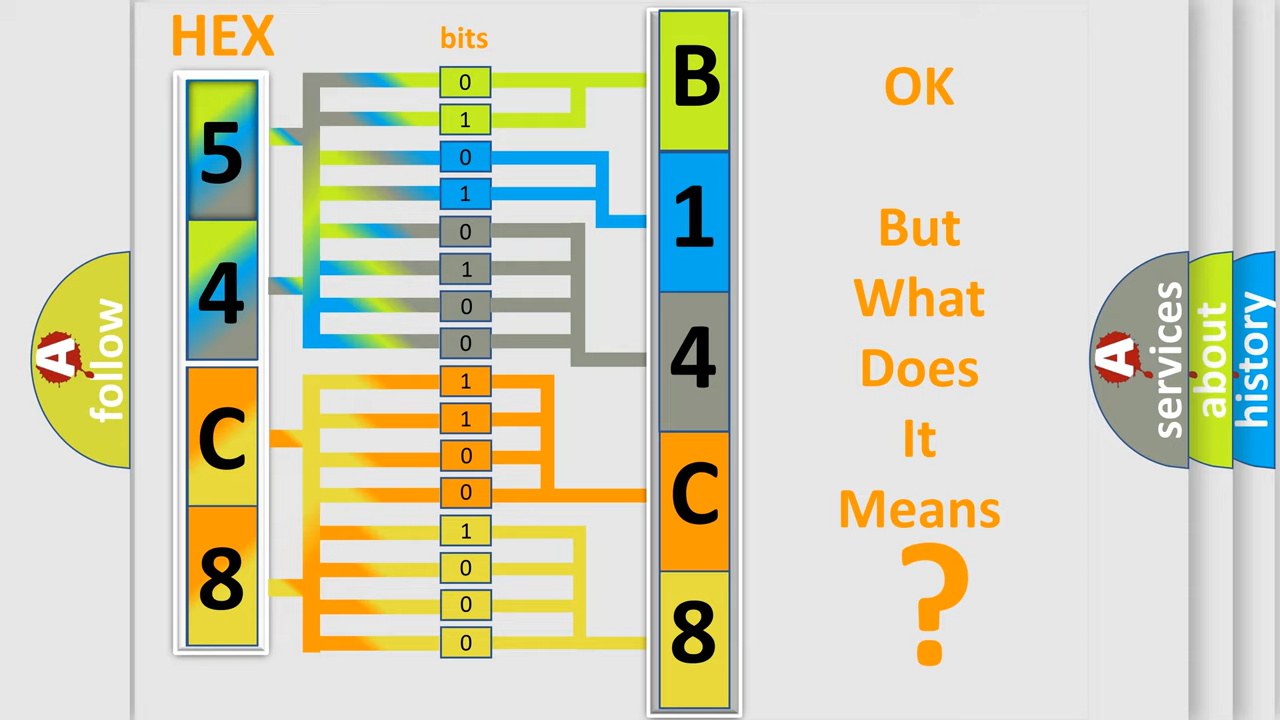 HEX
bits
5
4
C
8
0
1
0
1
0
1
0
0
1
1
0
0
1
0
0
0
B
1
4
C
8
OK
But
What
Does
It
Means
?
A
follow
A
services
about
history